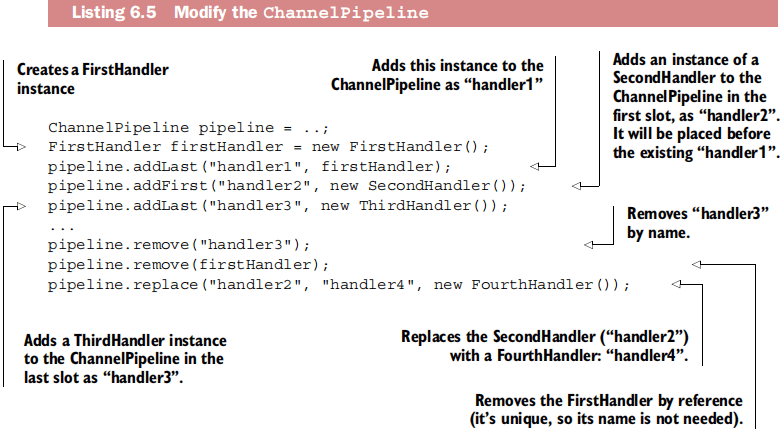 Listing 6.5 Modify the ChannelPipeline
Creates a FirstHandler
instance
Adds this instance to the
ChannelPipeline as “handler1”
Adds an instance of a
SecondHandler to the
ChannelPipeline in the
first slot, as “handler2”.
It will be placed before
the existing “handler1”.
ChannelPipeline pipeline = ..;
FirstHandler firstHandler = new FirstHandler();
pipeline.addLast("handler1", firstHandler);
pipeline.addFirst("handler2", new SecondHandler());
pipeline.addLast("handler3", new ThirdHandler());
...
pipeline.remove("handler3");
pipeline.remove(firstHandler);
pipeline.replace("handler2", "handler4", new FourthHandler());
Removes “handler3”
by name.
Adds a ThirdHandler instance
to the ChannelPipeline in the
last slot as “handler3”.
Replaces the SecondHandler (“handler2”)
with a FourthHandler: “handler4”.
Removes the FirstHandler by reference
(it’s unique, so its name is not needed).